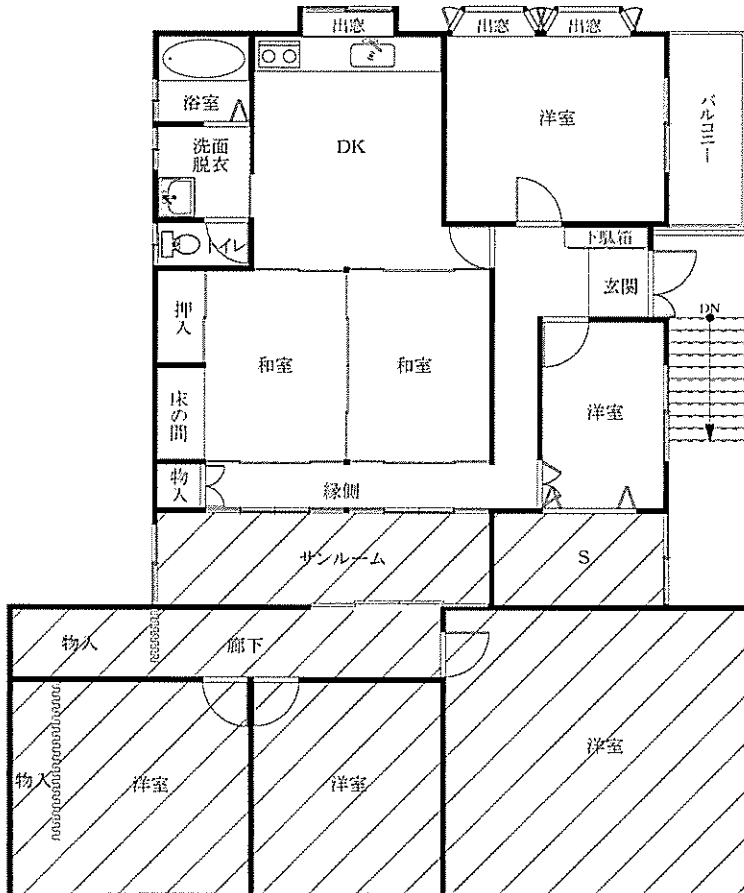 出窓
出窓
出窓
浴室
洋室
バルコニー
洗面
脱衣
DK
トイレ
下駄箱
玄関
DN
押入
和室
和室
床の間
洋室
物入
縁側
サンルーム
S
物入
廊下
洋室
物入
洋室
洋室